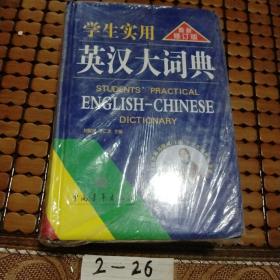 学生实用
最新
修订版
英汉大词典
STUDENTS' PRACTICAL
ENGLISH-CHINESE
DICTIONARY
2-26